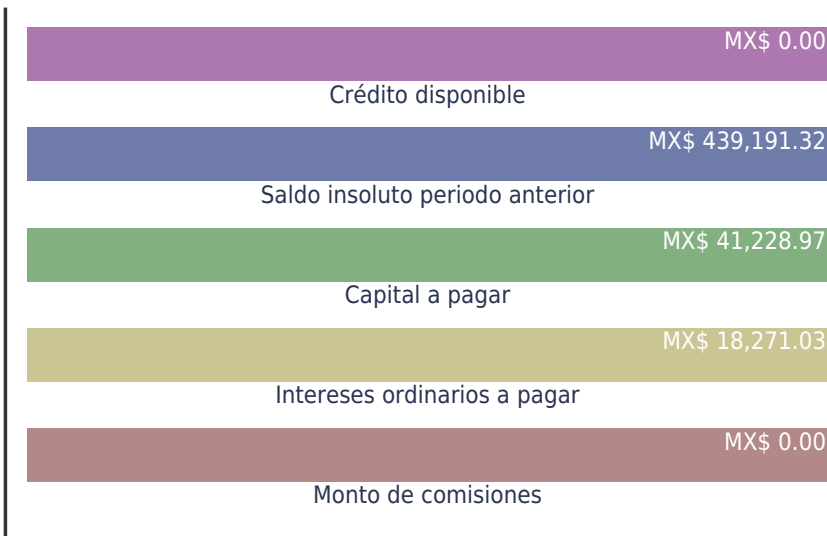 MX$ 0.00
Crédito disponible
MX$ 439,191.32
Saldo insoluto periodo anterior
MX$ 41,228.97
Capital a pagar
MX$ 18,271.03
Intereses ordinarios a pagar
MX$ 0.00
Monto de comisiones